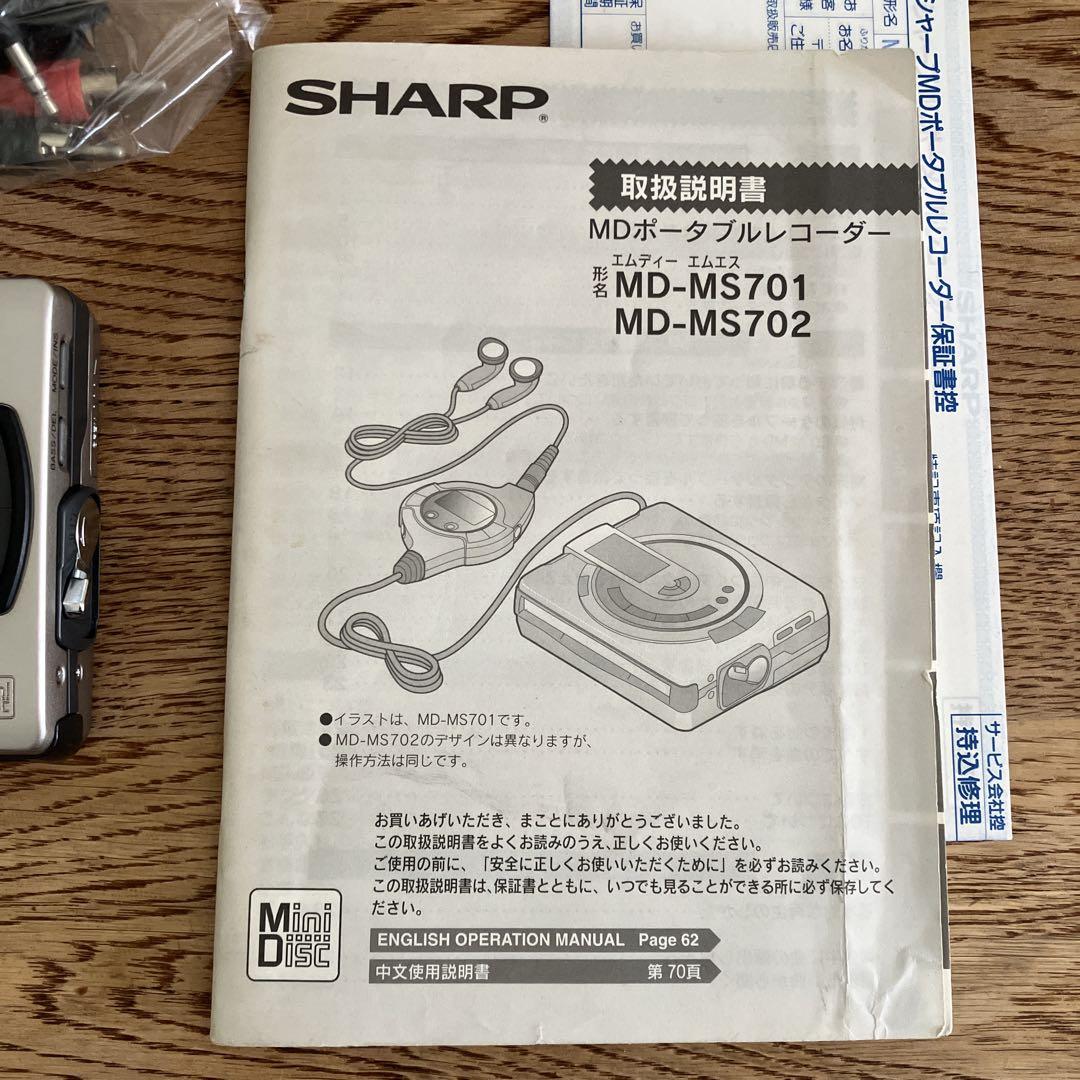 SHARP®
取扱説明書
MDポータブルレコーダー
エムディー エムエス
形名 MD-MS701
MD-MS702
●イラストは、MD-MS701です。
●MD-MS702のデザインは異なりますが、
操作方法は同じです。
お買いあげいただき、まことにありがとうございました。
この取扱説明書をよくお読みのうえ、正しくお使いください。
ご使用の前に、「安全に正しくお使いいただくために」を必ずお読みください。
この取扱説明書は、保証書とともに、いつでも見ることができる所に必ず保存してく
ださい。
Mini
Disc
ENGLISH OPERATION MANUAL Page 62
中文使用説明書 第 70頁
シャープMDポータブルレコーダー保証書控
サービス会社控
持込修理
形名
お客様
BASS/DEL